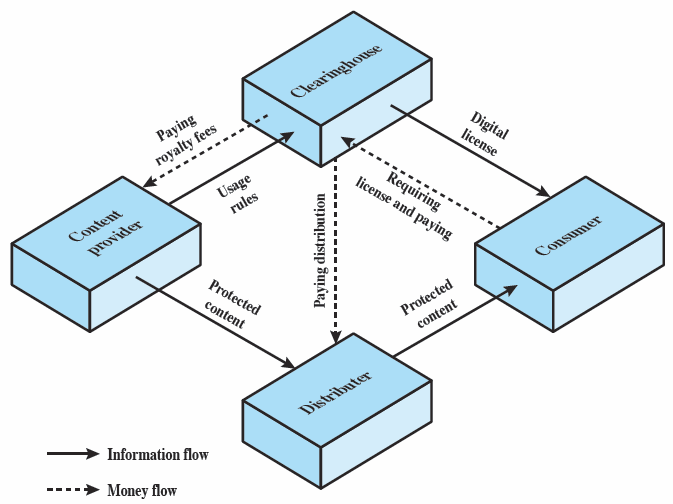 Clearinghouse
Paying
royalty fees
Usage
rules
Digital
license
Requiring
license and paying
Content
provider
Paying distribution
Consumer
Protected
content
Protected
content
Distributer
Information flow
Money flow